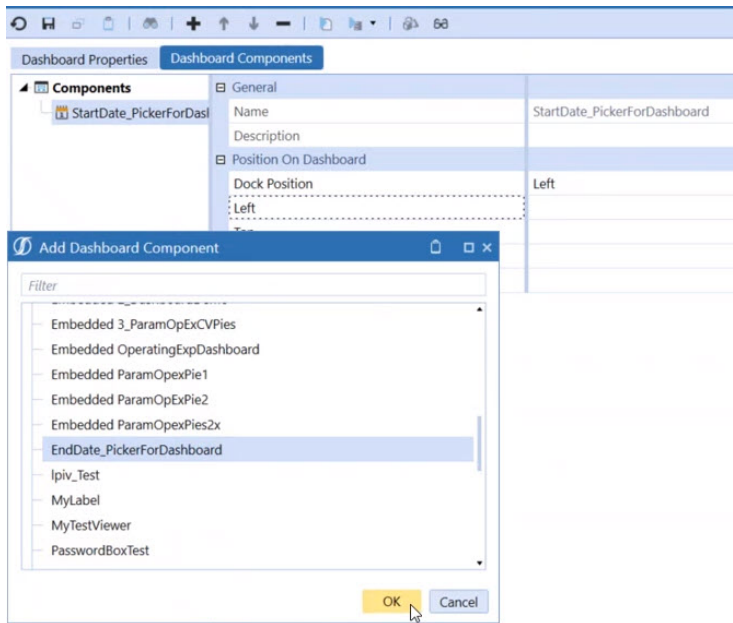 Dashboard Properties Dashboard Components
Components
General
StartDate_PickerForDasl
Name StartDate_PickerForDashboard
Description
Position On Dashboard
Dock Position Left
Left
Add Dashboard Component
Filter
Embedded 3_ParamOpExCVPies
Embedded OperatingExpDashboard
Embedded ParamOpexPie1
Embedded ParamOpExPie2
Embedded ParamOpexPies2x
EndDate_PickerForDashboard
lpiv_Test
MyLabel
MyTestViewer
PasswordBoxTest
OK Cancel